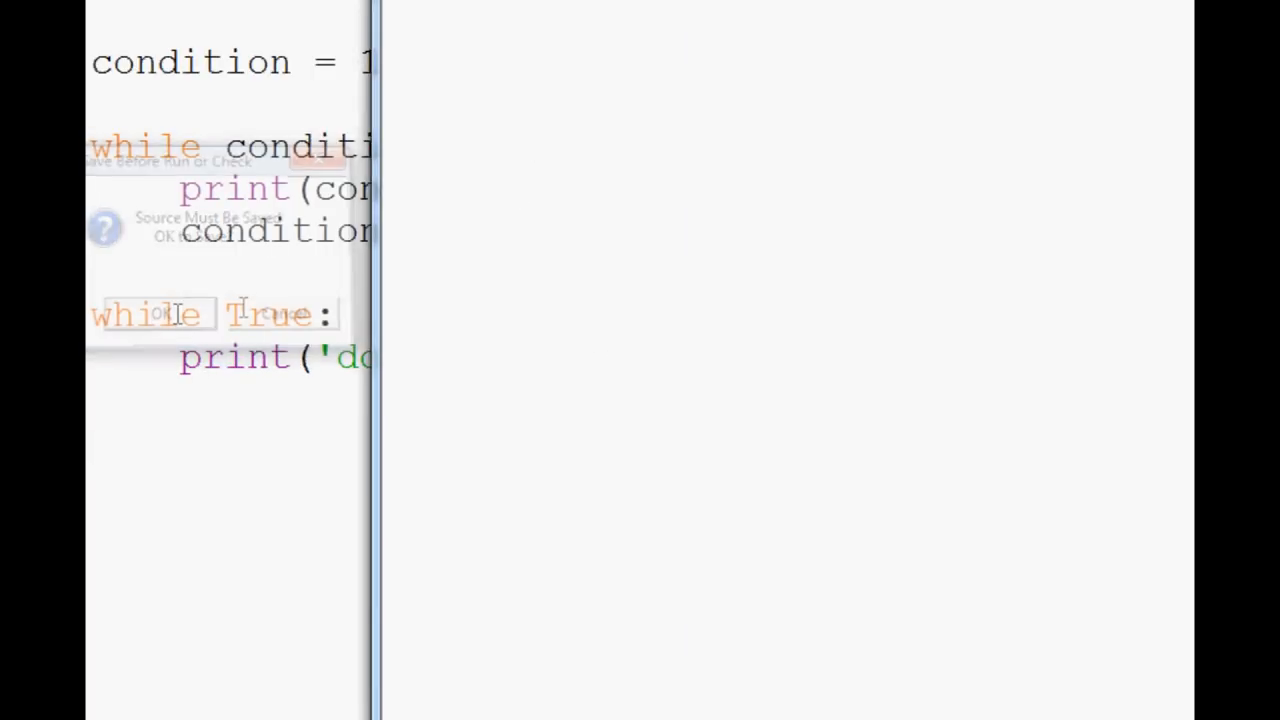 condition = 1
while conditi
Save Before Run or Check
print(con
Source Must Be Saved
condition
OK to Save?
while True:
OK
Cancel
print('do